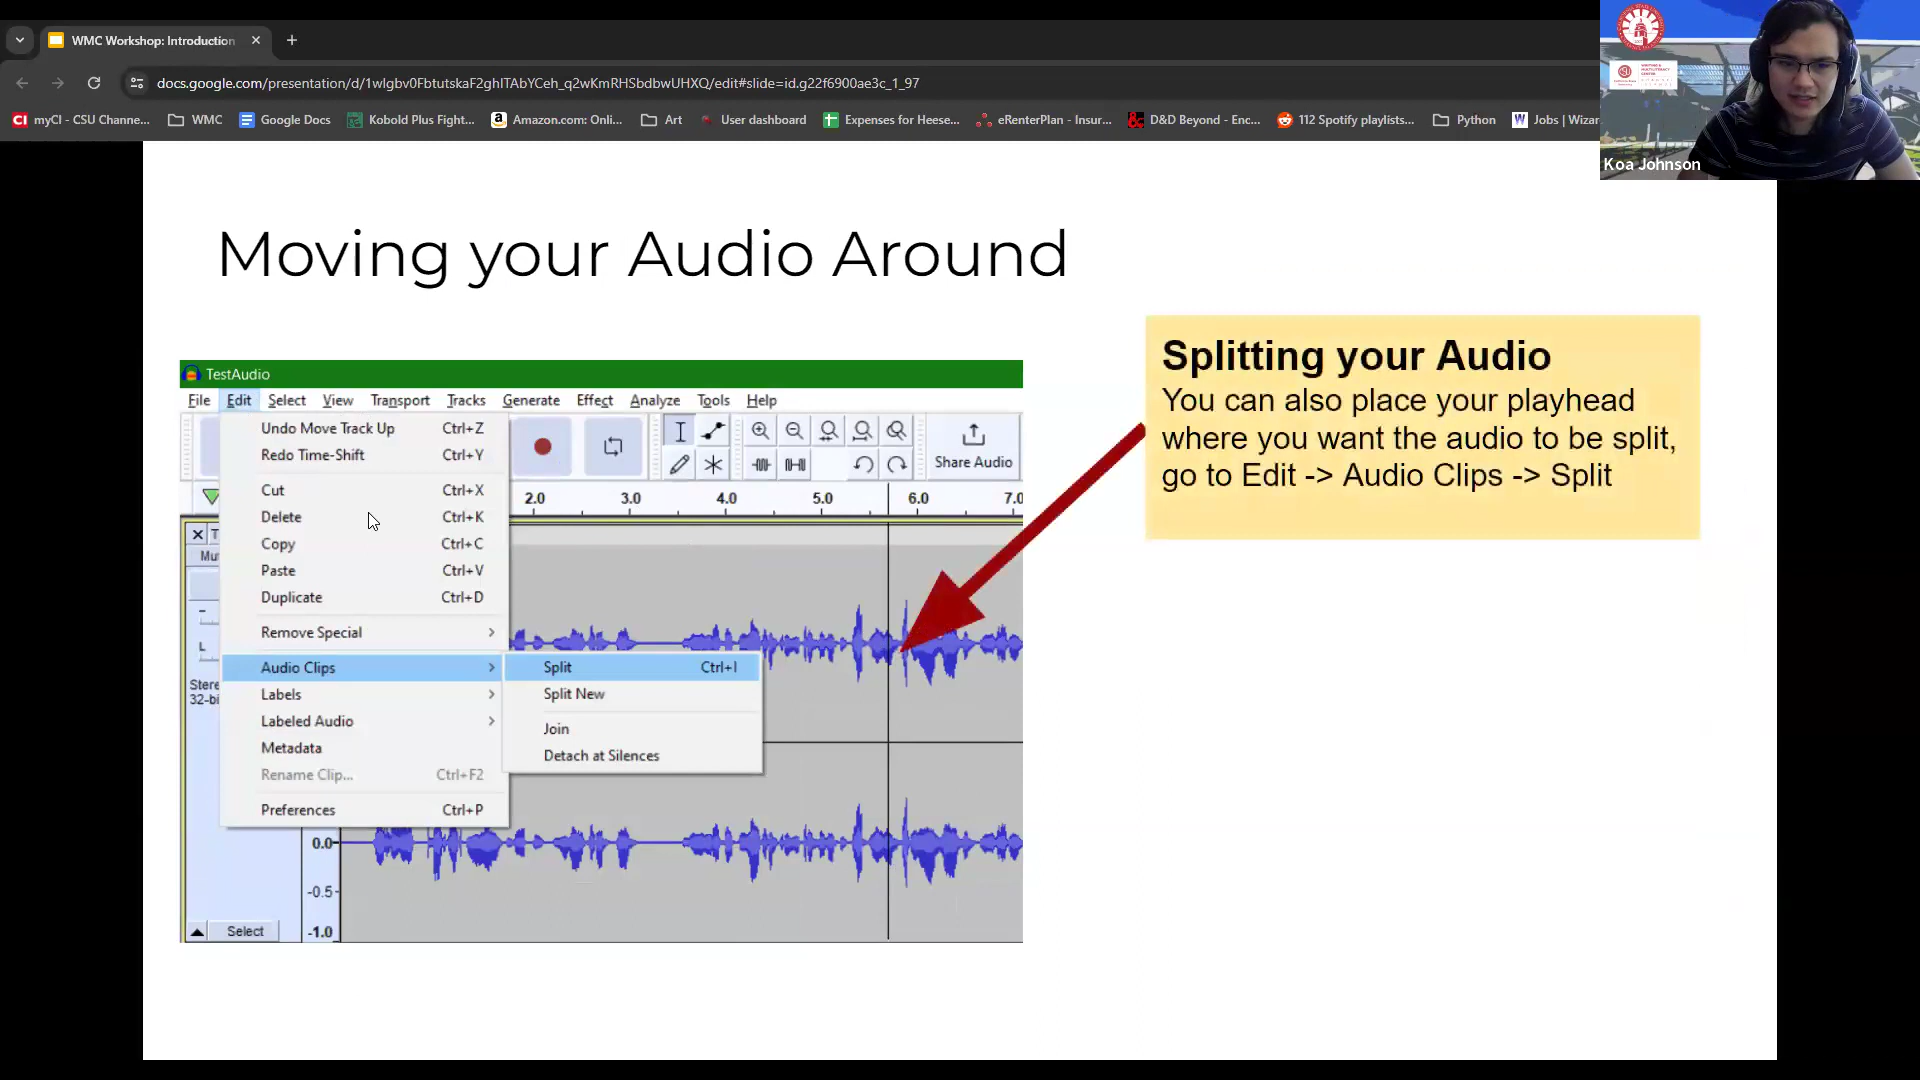 WMC Workshop: Introduction
docs.google.com/presentation/d/1wlgbv0FbtutskaF2ghITAbYCeh_q2wKmRHSbdbwUHXQ/edit#slide=id.g22f6900ae3c_1_97
myCI - CSU Channe... WMC Google Docs Kobold Plus Fight... Amazon.com: Onli... Art User dashboard Expenses for Heese... eRenterPlan - Insur... D&D Beyond - Enc... 112 Spotify playlists... Python Jobs | Wizar
Koa Johnson
Moving your Audio Around
Splitting your Audio
You can also place your playhead
where you want the audio to be split,
go to Edit -> Audio Clips -> Split
TestAudio
File Edit Select View Transport Tracks Generate Effect Analyze Tools Help
Undo Move Track Up Ctrl+Z
Redo Time-Shift Ctrl+Y
Share Audio
Cut Ctrl+X
2.0 3.0 4.0 5.0 6.0 7.0
Delete Ctrl+K
Copy Ctrl+C
Paste Ctrl+V
Duplicate Ctrl+D
Remove Special
L
Audio Clips
Split Ctrl+I
Stere
32-bi
Labels
Split New
Labeled Audio
Join
Metadata
Detach at Silences
Rename Clip... Ctrl+F2
Preferences Ctrl+P
0.0
-0.5
Select
-1.0